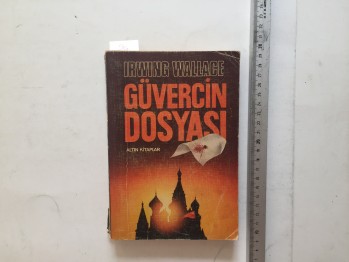 IRWING WALLACE
GÜVERCİN
DOSYASI
ALTIN KİTAPLAR